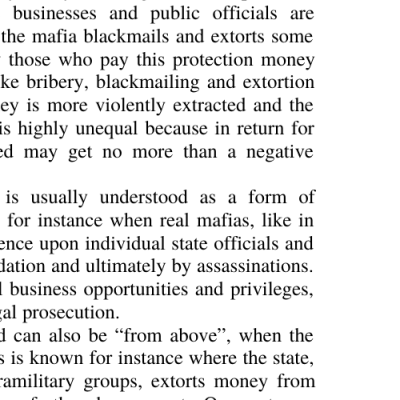 businesses and public officials are
the mafia blackmails and extorts some
those who pay this protection money
ke bribery, blackmailing and extortion
ey is more violently extracted and the
is highly unequal because in return for
ed may get no more than a negative
is usually understood as a form of
for instance when real mafias, like in
ence upon individual state officials and
dation and ultimately by assassinations.
l business opportunities and privileges,
gal prosecution.
d can also be “from above”, when the
s is known for instance where the state,
ramilitary groups, extorts money from